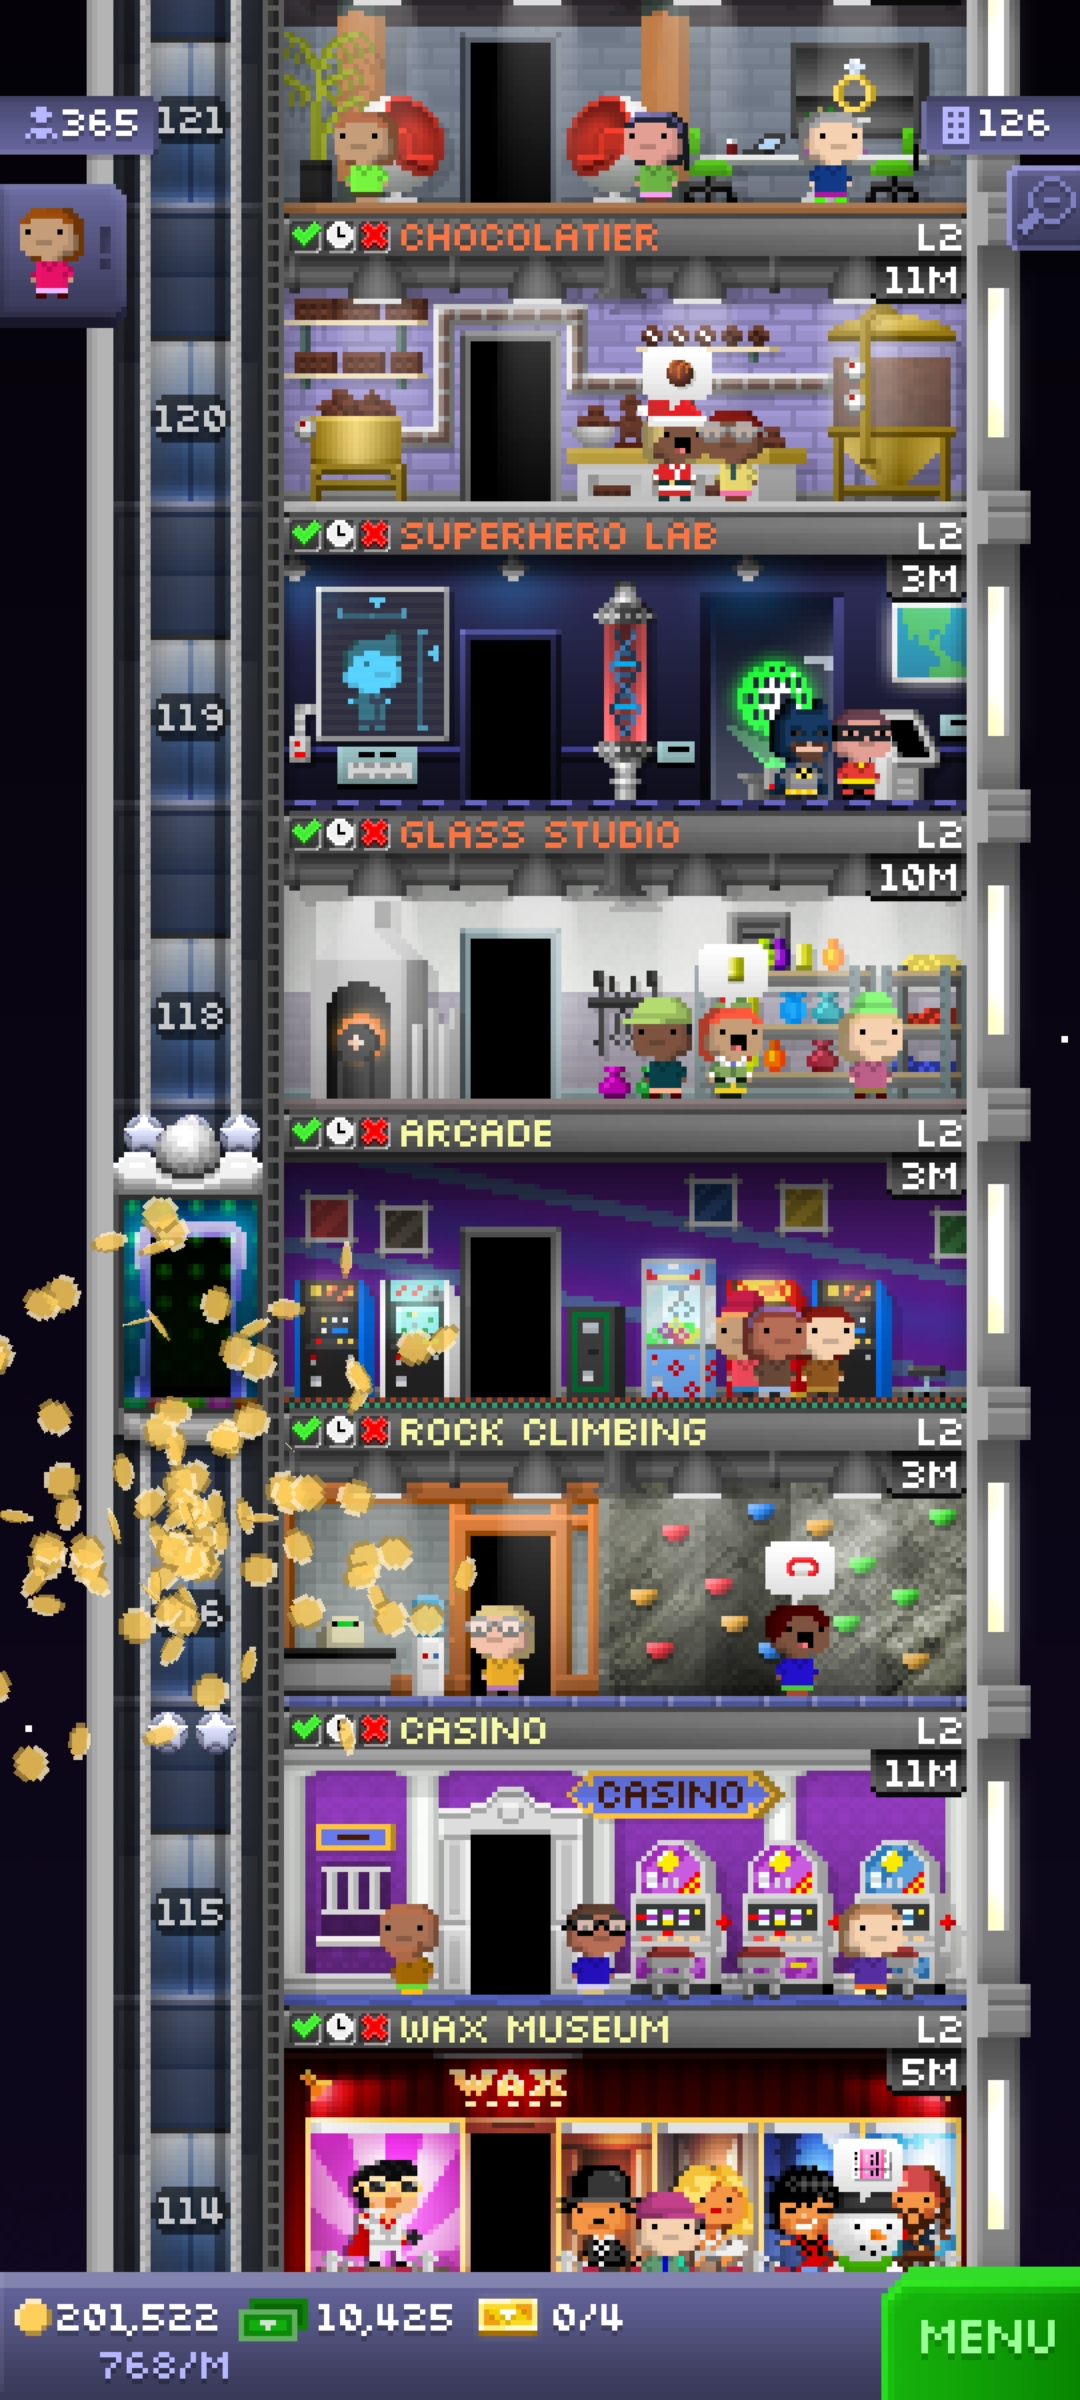 121
365
126
!
CHOCOLATIER L2
11M
120
SUPERHERO LAB L2
3M
119
GLASS STUDIO L2
10M
118
ARCADE L2
3M
ROCK CLIMBING L2
3M
CASINO L2
11M
CASINO
115
WAX MUSEUM L2
5M
WAX
114
201,522 10,425 0/4
768/M
MENU